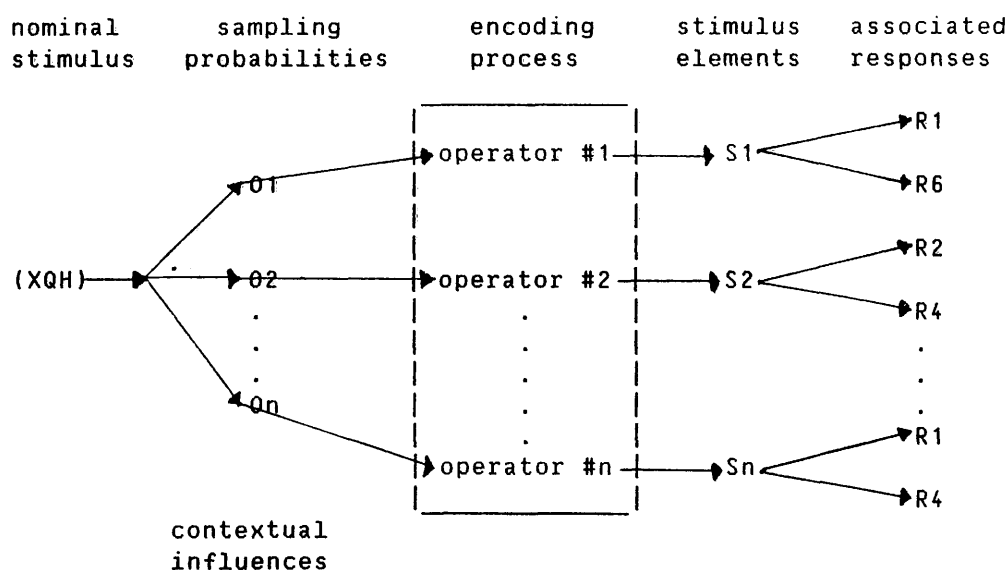 nominal sampling encoding stimulus associated
stimulus probabilities process elements responses
R1
operator #1 S1
O1 R6
R2
(XQH) O2 operator #2 S2
R4
On
R1
operator #n Sn
R4
contextual
influences